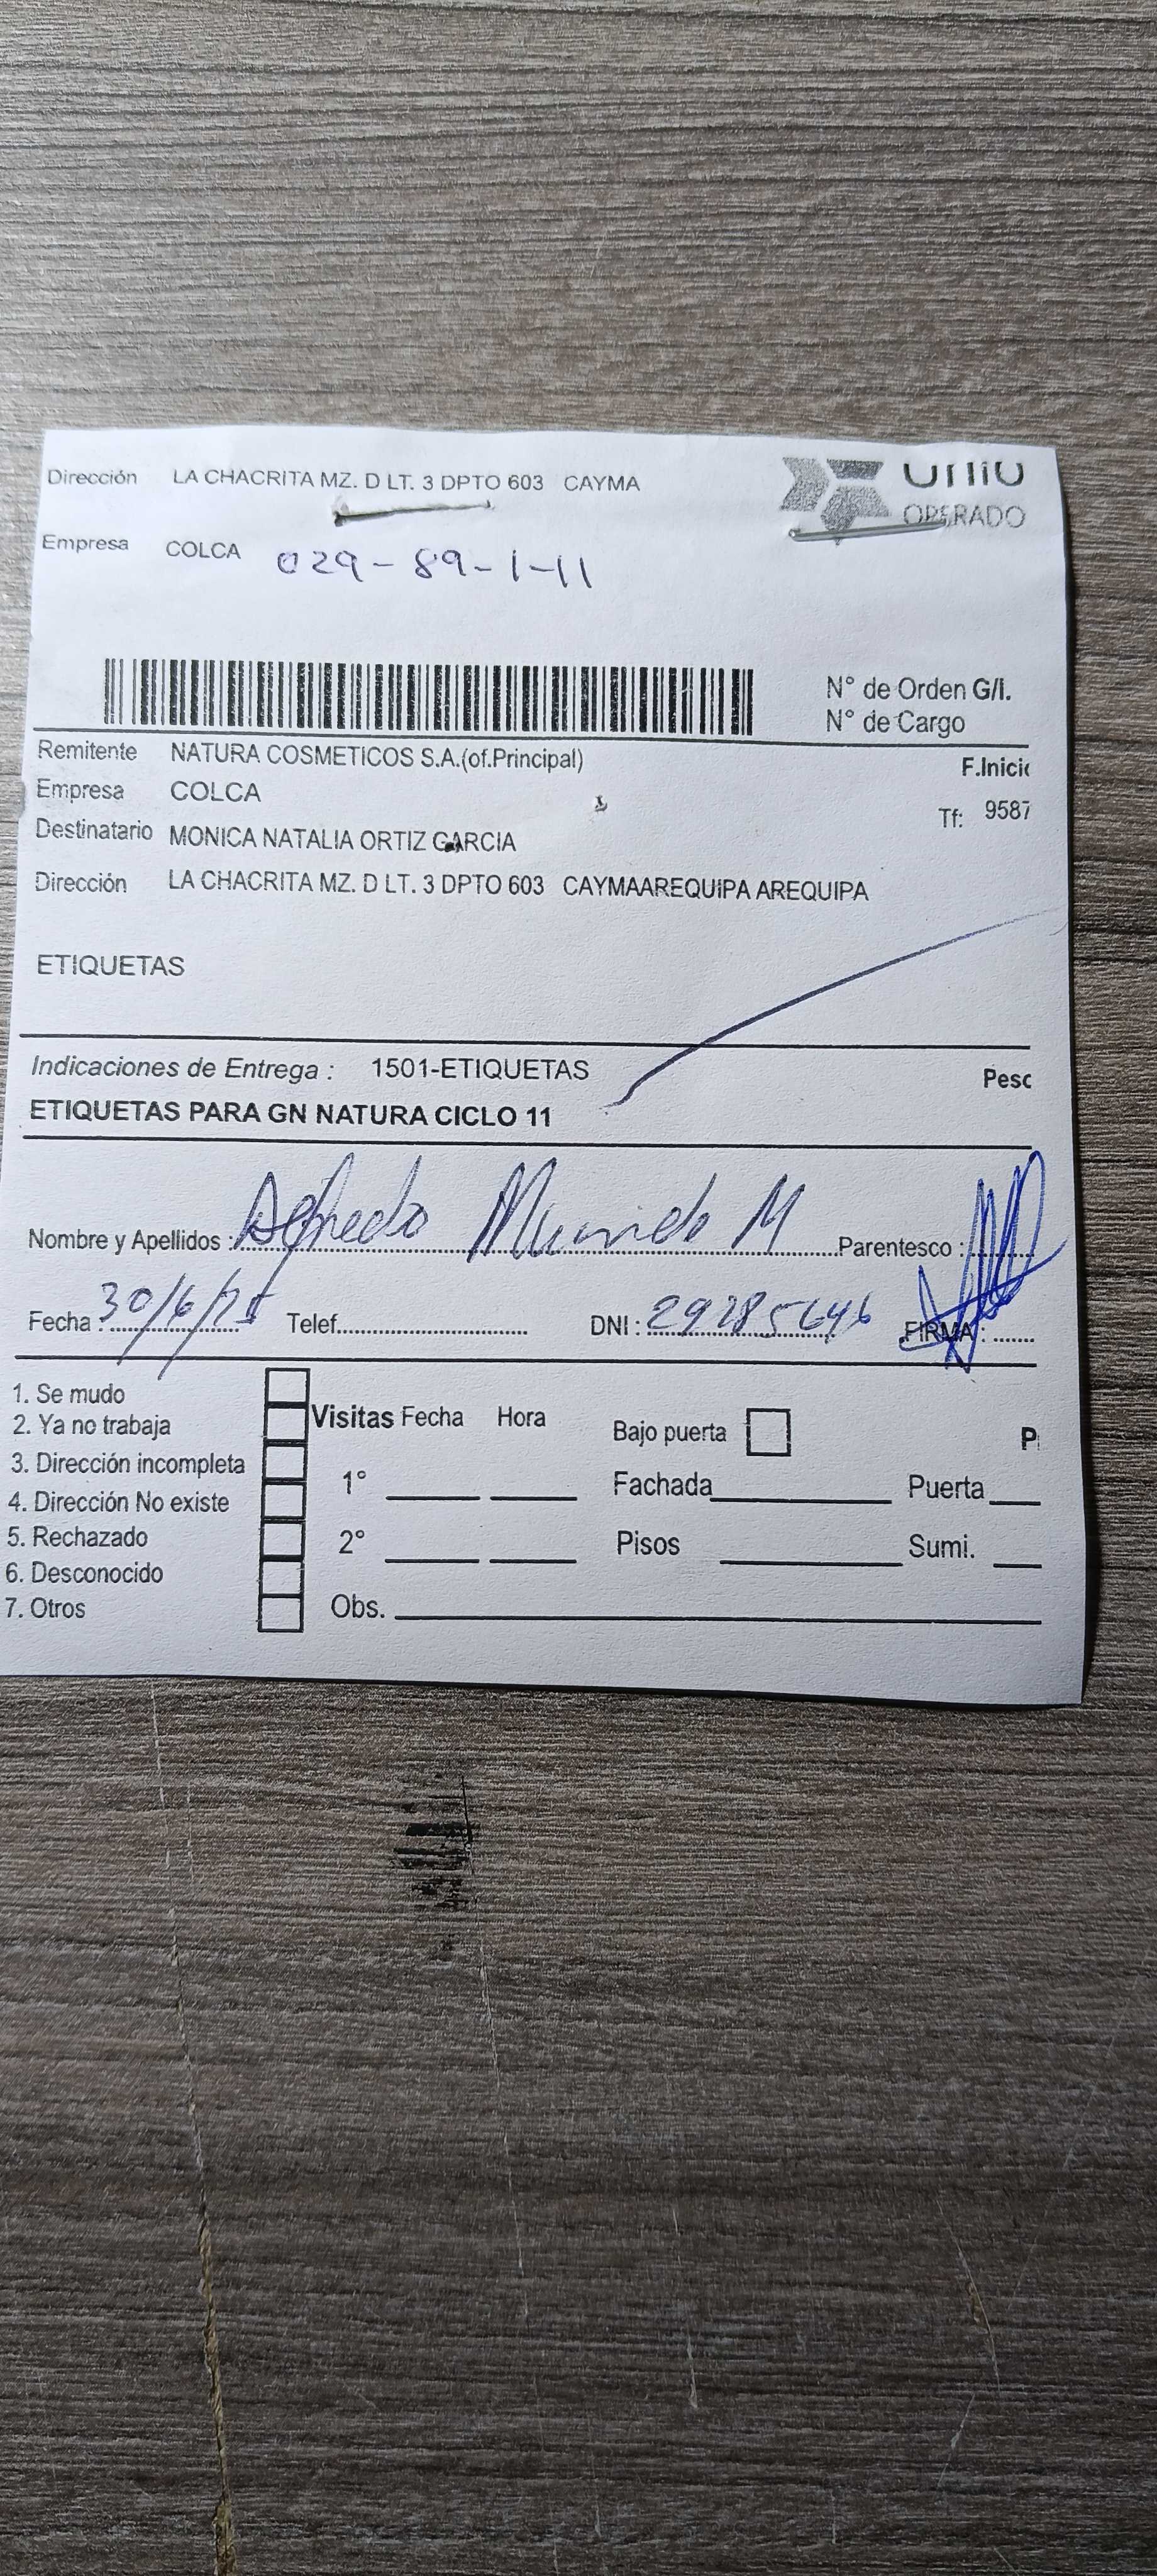 Dirección LA CHACRITA MZ. D LT. 3 DPTO 603 CAYMA
OPERADO
Empresa COLCA 029-89-1-11
N° de Orden G/I.
N° de Cargo
Remitente NATURA COSMETICOS S.A.(of.Principal)
F.Inici
Empresa COLCA
Tf: 9587
Destinatario MONICA NATALIA ORTIZ GARCIA
Dirección LA CHACRITA MZ. D LT. 3 DPTO 603 CAYMAAREQUIPA AREQUIPA
ETIQUETAS
Indicaciones de Entrega : 1501-ETIQUETAS
Pesc
ETIQUETAS PARA GN NATURA CICLO 11
Nombre y Apellidos : M Parentesco :
Fecha : 30/6/25 Telef. DNI : FIRMA :
1. Se mudo
2. Ya no trabaja
3. Dirección incompleta
4. Dirección No existe
5. Rechazado
6. Desconocido
7. Otros
Visitas Fecha Hora
1°
2°
Obs.
Bajo puerta P
Fachada Puerta
Pisos Sumi.